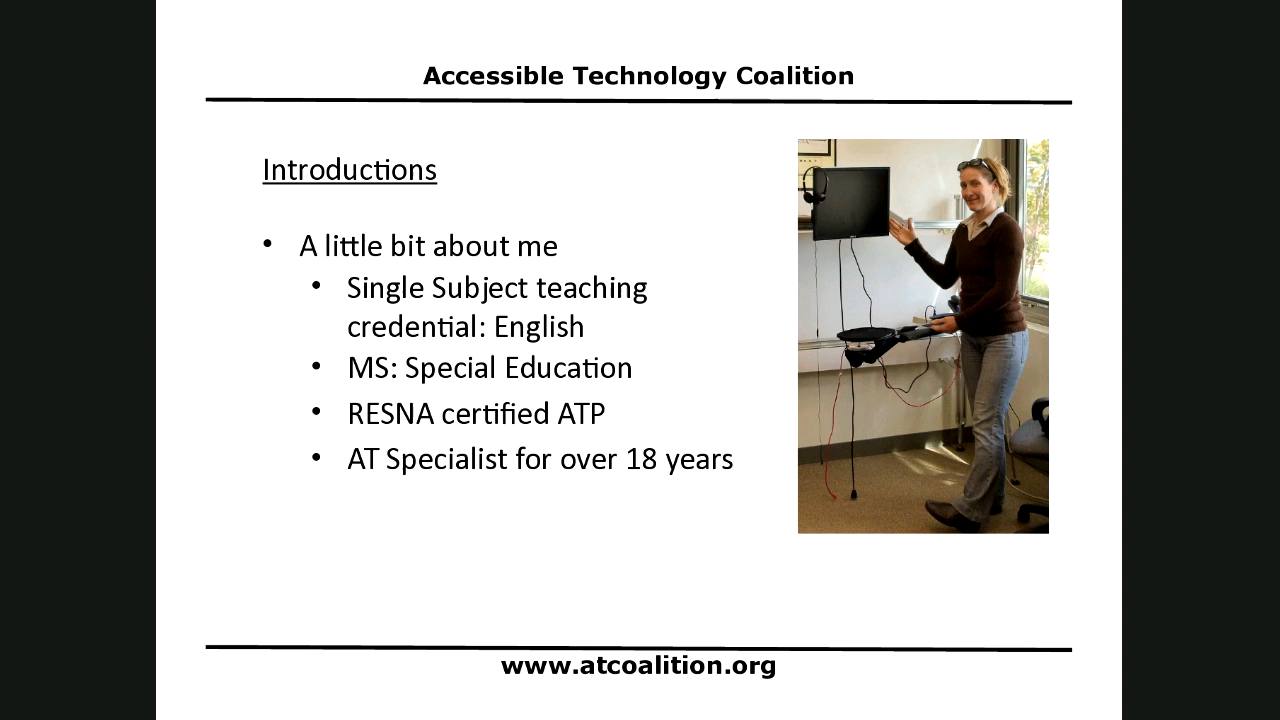 Accessible Technology Coalition
Introductions
• A little bit about me
• Single Subject teaching
credential: English
• MS: Special Education
• RESNA certified ATP
• AT Specialist for over 18 years
www.atcoalition.org